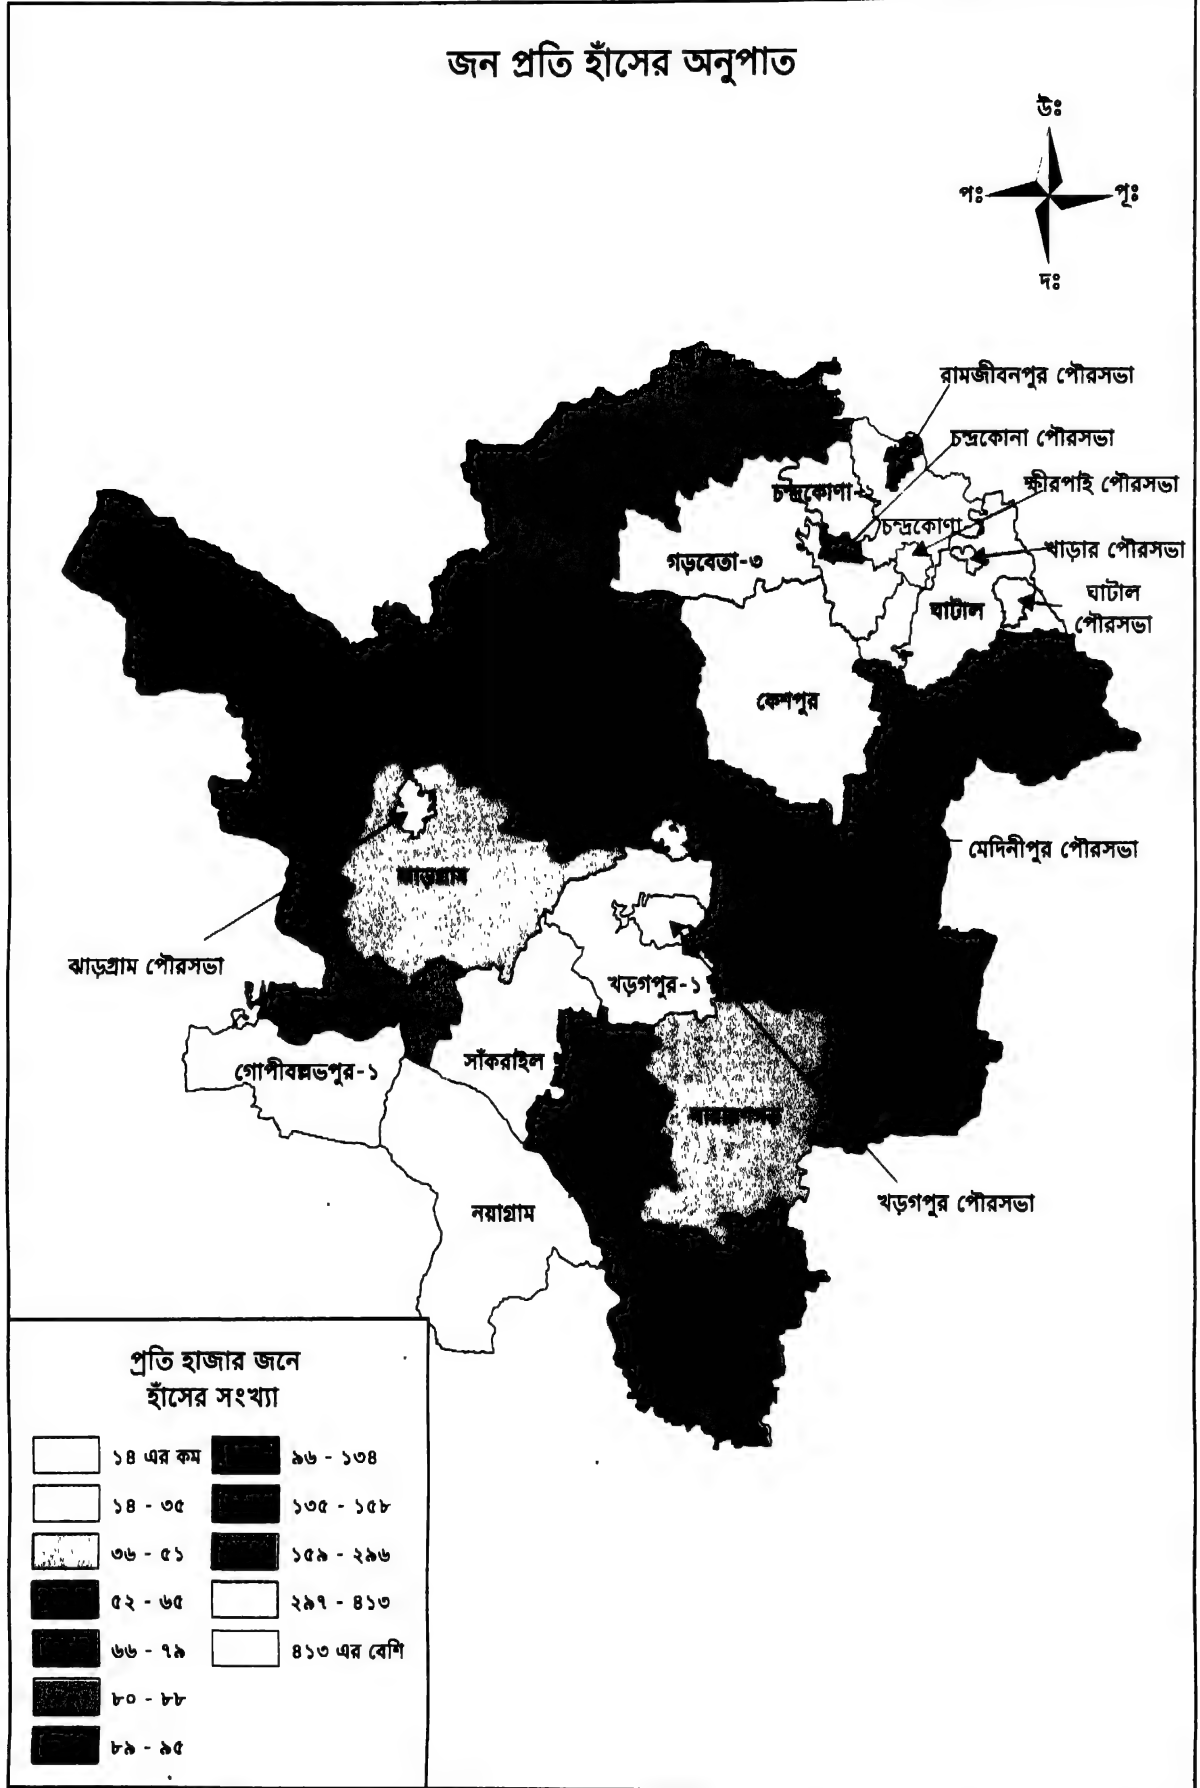 জন প্রতি হাঁসের অনুপাত
উঃ
পঃ
পূঃ
দঃ
রামজীবনপুর পৌরসভা
চন্দ্রকোনা পৌরসভা
ক্ষীরপাই পৌরসভা
চন্দ্রকোণা
চন্দ্রকোণা
খাড়ার পৌরসভা
গড়বেতা-৩
ঘাটাল
পৌরসভা
ঘাটাল
কেশপুর
মেদিনীপুর পৌরসভা
ঝাড়গ্রাম
ঝাড়গ্রাম পৌরসভা
খড়গপুর-১
সাঁকরাইল
গোপীবল্লভপুর-১
খড়গপুর পৌরসভা
নয়াগ্রাম
প্রতি হাজার জনে
হাঁসের সংখ্যা
১৪ এর কম
১৪ - ৩৫
৩৬ - ৫১
৫২ - ৬৫
৬৬ - ৭৯
৮০ - ৮৮
৮৯ - ৯৫
৯৬ - ১৩৪
১৩৫ - ১৫৮
১৫৯ - ২৯৬
২৯৭ - ৪১৩
৪১৩ এর বেশি